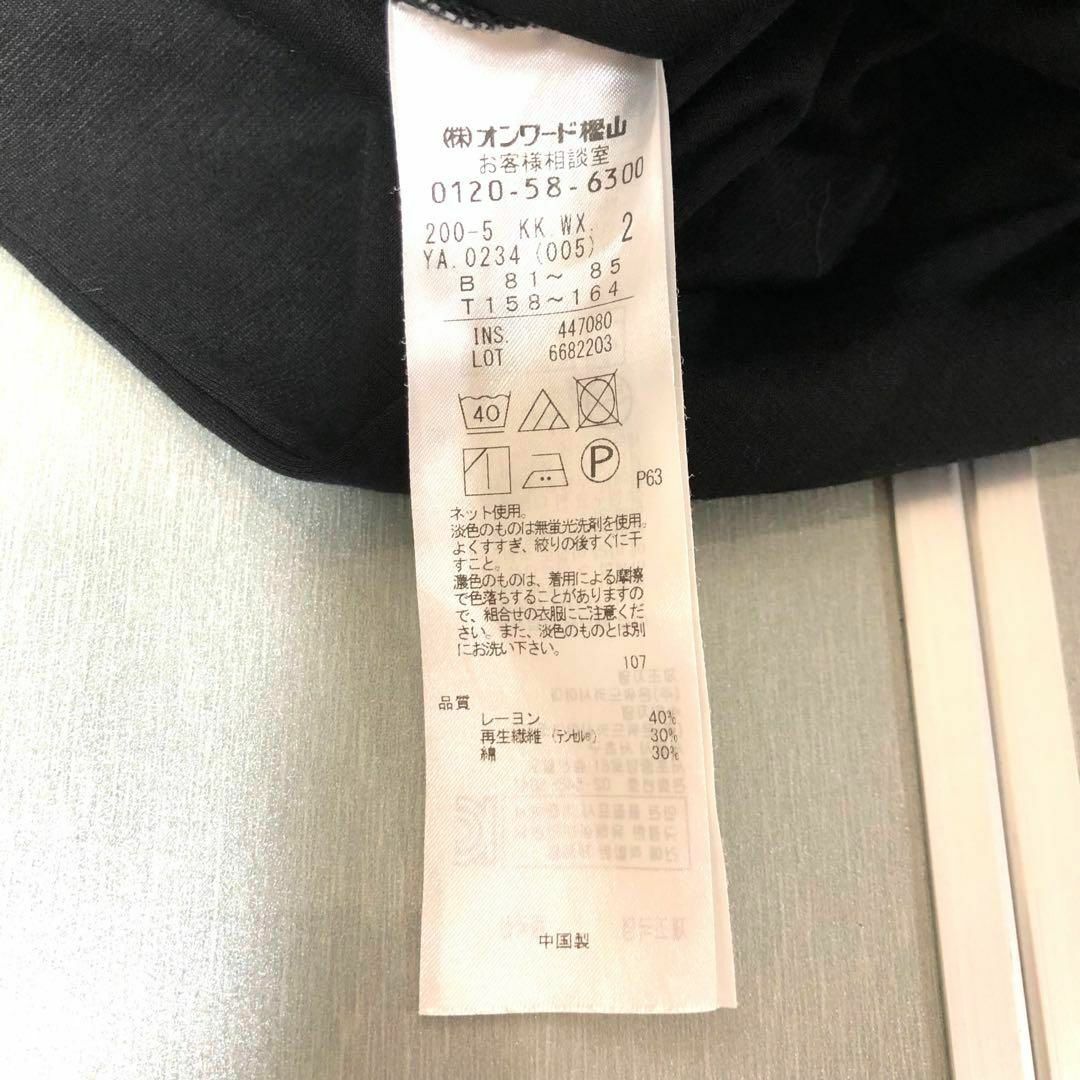 (株)オンワード樫山
お客様相談室
0120-58-6300
200-5 KK WX. 2
YA.0234 (005)
B 81~ 85
T158~164
INS. 447080
LOT 6682203
40
P P63
ネット使用。
淡色のものは無蛍光洗剤を使用。
よくすすぎ、絞りの後すぐに干
すこと。
濃色のものは、着用による摩擦
で色落ちすることがありますの
で、組合せの衣服にご注意くだ
さい。また、淡色のものとは別
にお洗い下さい。
107
品質
レーヨン 40%
再生繊維（テンセル®） 30%
綿 30%
中国製